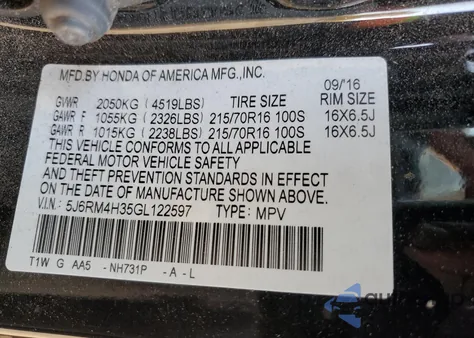 MFD.BY HONDA OF AMERICA MFG.,INC.
09/'16
GVWR 2050KG (4519LBS) TIRE SIZE RIM SIZE
GAWR F 1055KG (2326LBS) 215/70R16 100S 16X6.5J
GAWR R 1015KG (2238LBS) 215/70R16 100S 16X6.5J
THIS VEHICLE CONFORMS TO ALL APPLICABLE
FEDERAL MOTOR VEHICLE SAFETY
AND THEFT PREVENTION STANDARDS IN EFFECT
ON THE DATE OF MANUFACTURE SHOWN ABOVE.
V.I.N.: 5J6RM4H35GL122597 TYPE: MPV
T1W G AA5 - NH731P - A - L